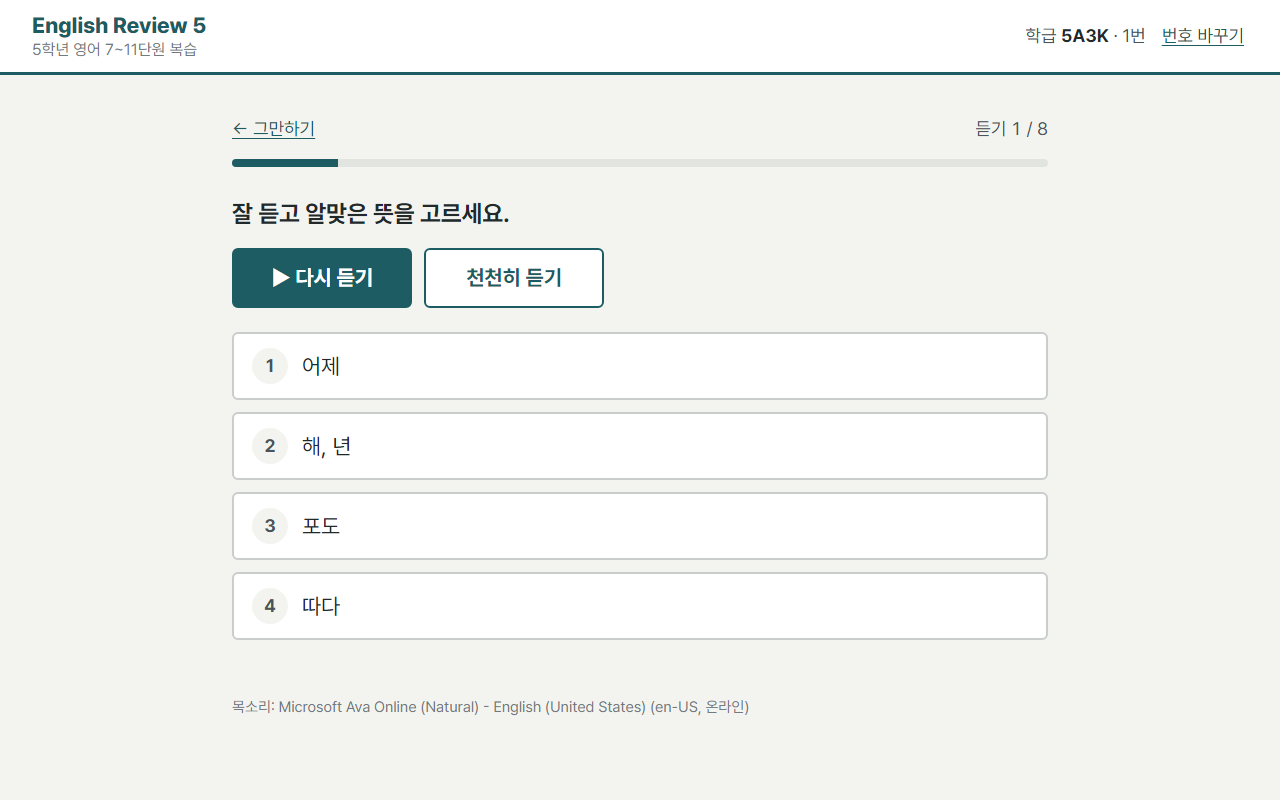 English Review 5
5학년 영어 7~11단원 복습
학급 5A3K · 1번 번호 바꾸기
← 그만하기
듣기 1 / 8
잘 듣고 알맞은 뜻을 고르세요.
▶ 다시 듣기
천천히 듣기
1 어제
2 해, 년
3 포도
4 따다
목소리: Microsoft Ava Online (Natural) - English (United States) (en-US, 온라인)